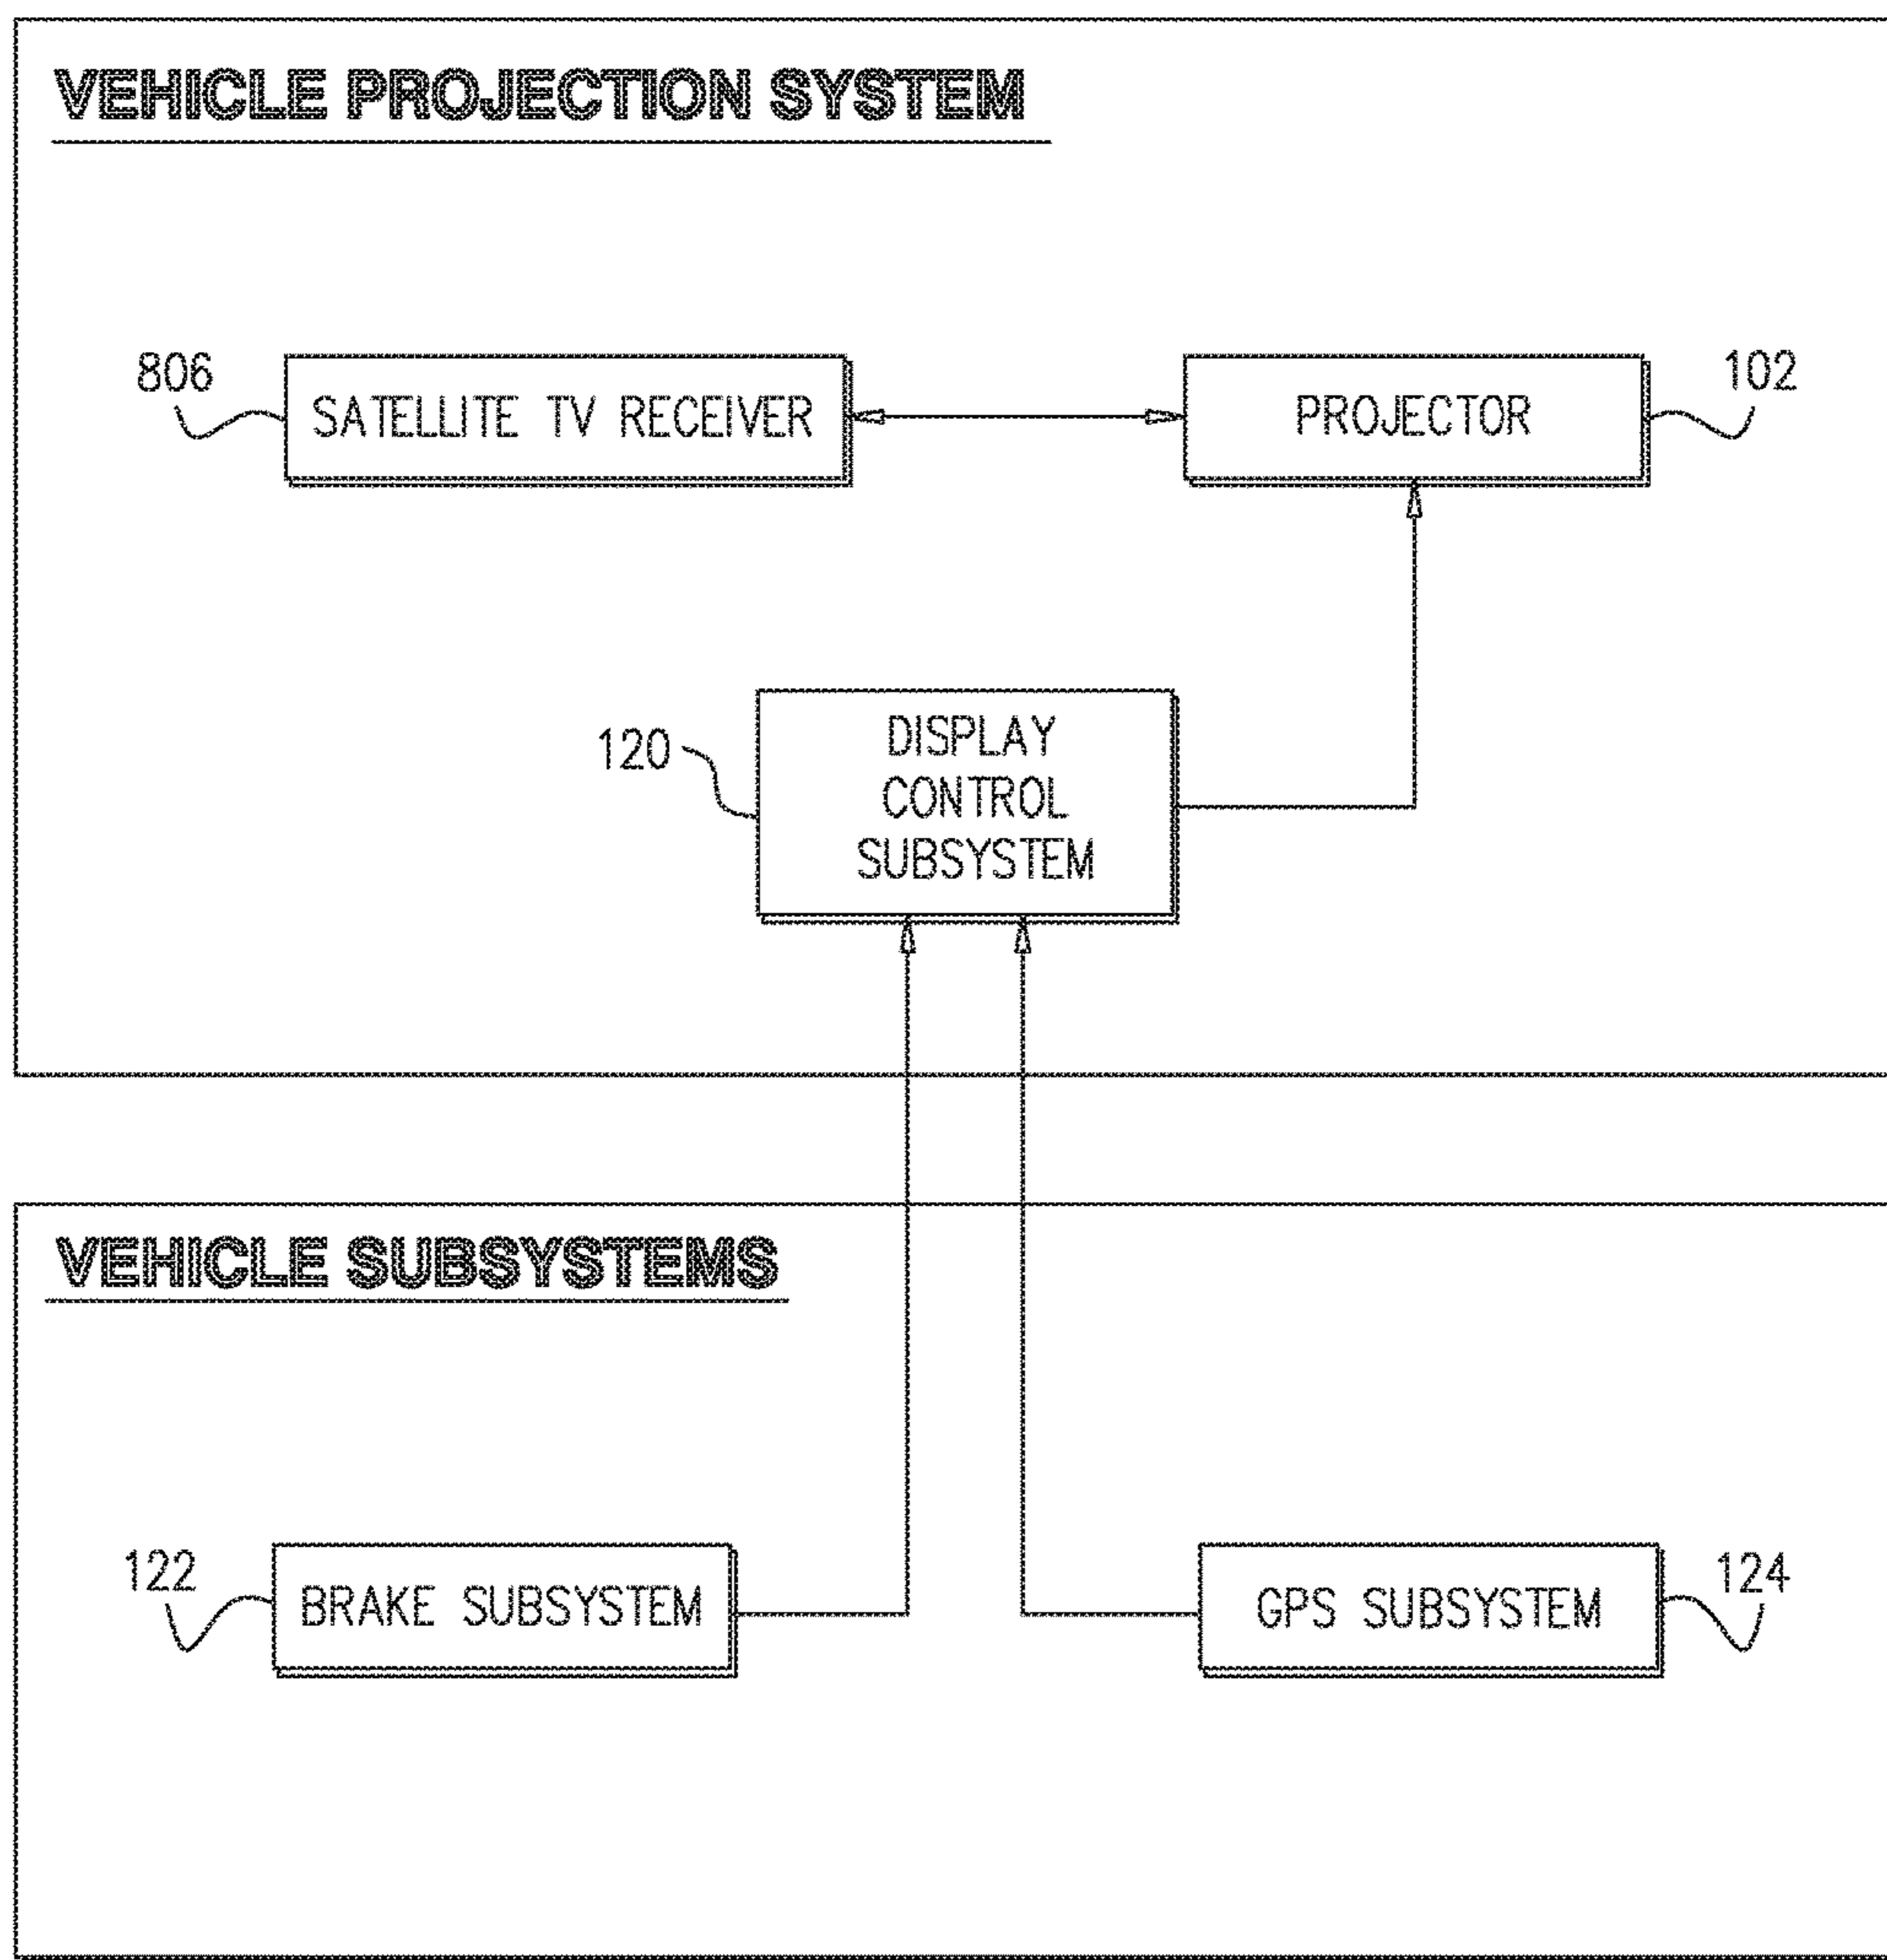 VEHICLE PROJECTION SYSTEM
806
SATELLITE TV RECEIVER
PROJECTOR
102
120
DISPLAY
CONTROL
SUBSYSTEM
VEHICLE SUBSYSTEMS
122
BRAKE SUBSYSTEM
GPS SUBSYSTEM
124